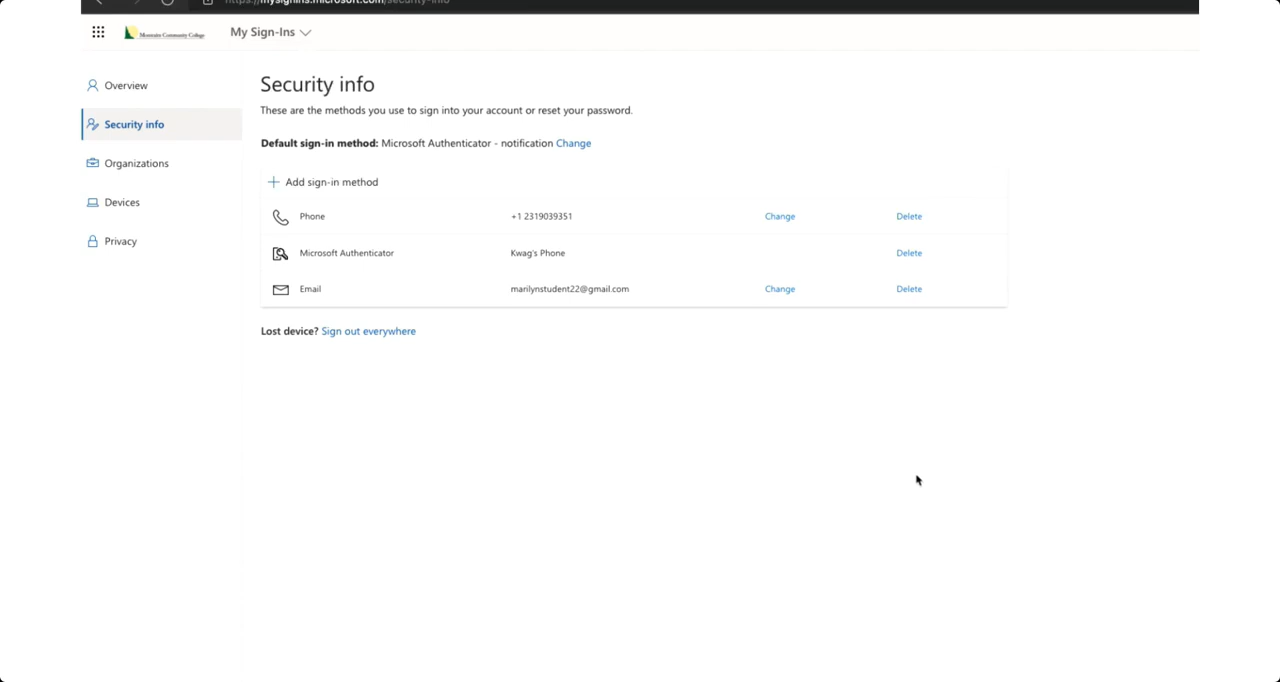 https://mysignins.microsoft.com/security-info
Montcalm Community College
My Sign-Ins
Overview
Security info
Organizations
Devices
Privacy
Security info
These are the methods you use to sign into your account or reset your password.
Default sign-in method: Microsoft Authenticator - notification Change
Add sign-in method
Phone +1 2319039351 Change Delete
Microsoft Authenticator Kwag's Phone Delete
Email marilynstudent22@gmail.com Change Delete
Lost device? Sign out everywhere